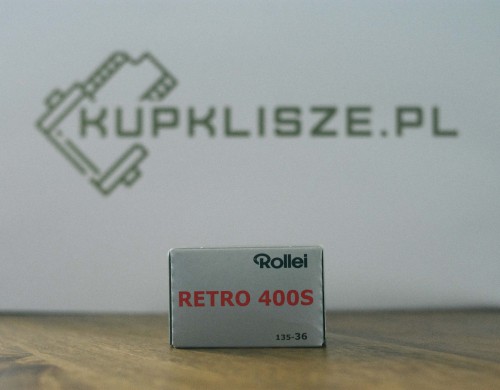 KUPKLISZE.PL
Rollei
RETRO 400S
135-36